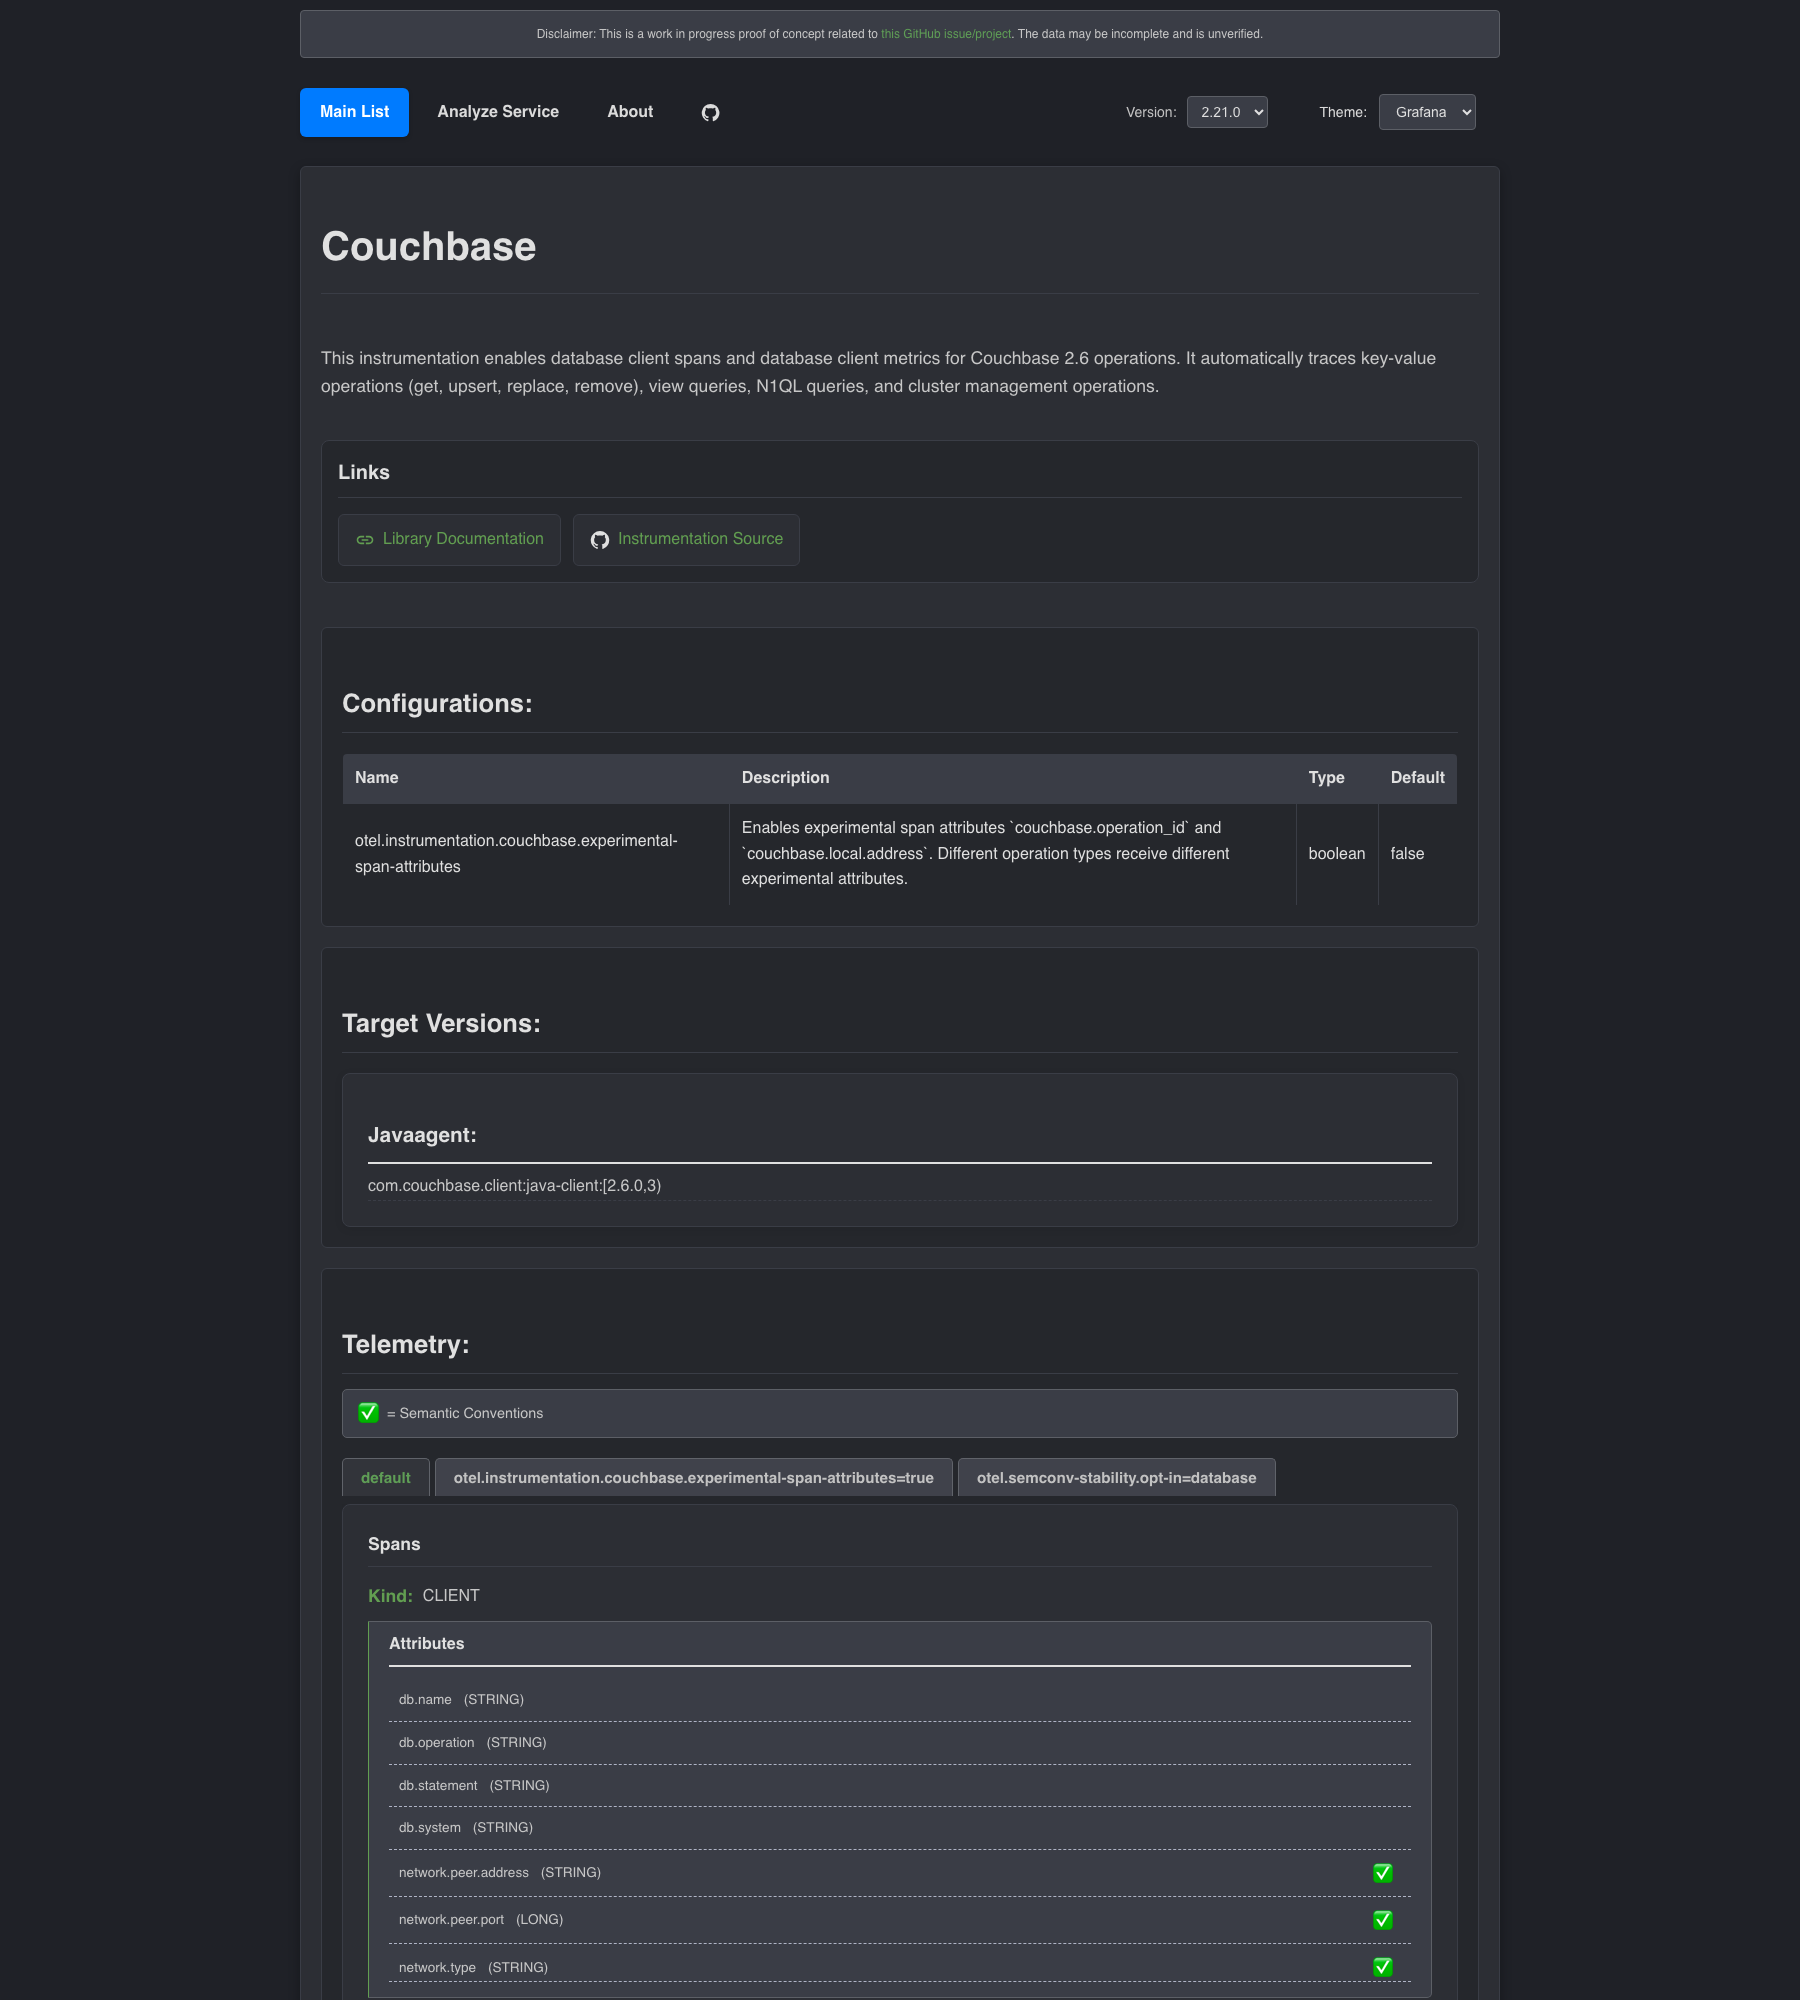 Disclaimer: This is a work in progress proof of concept related to this GitHub issue/project. The data may be incomplete and is unverified.
Main List
Analyze Service
About
Version:
2.21.0
Theme:
Grafana
Couchbase
This instrumentation enables database client spans and database client metrics for Couchbase 2.6 operations. It automatically traces key-value
operations (get, upsert, replace, remove), view queries, N1QL queries, and cluster management operations.
Links
Library Documentation
Instrumentation Source
Configurations:
Name
Description
Type
Default
otel.instrumentation.couchbase.experimental-
span-attributes
Enables experimental span attributes `couchbase.operation_id` and
`couchbase.local.address`. Different operation types receive different
experimental attributes.
boolean
false
Target Versions:
Javaagent:
com.couchbase.client:java-client:[2.6.0,3)
Telemetry:
✅ = Semantic Conventions
default
otel.instrumentation.couchbase.experimental-span-attributes=true
otel.semconv-stability.opt-in=database
Spans
Kind: CLIENT
Attributes
db.name (STRING)
db.operation (STRING)
db.statement (STRING)
db.system (STRING)
network.peer.address (STRING) ✅
network.peer.port (LONG) ✅
network.type (STRING) ✅